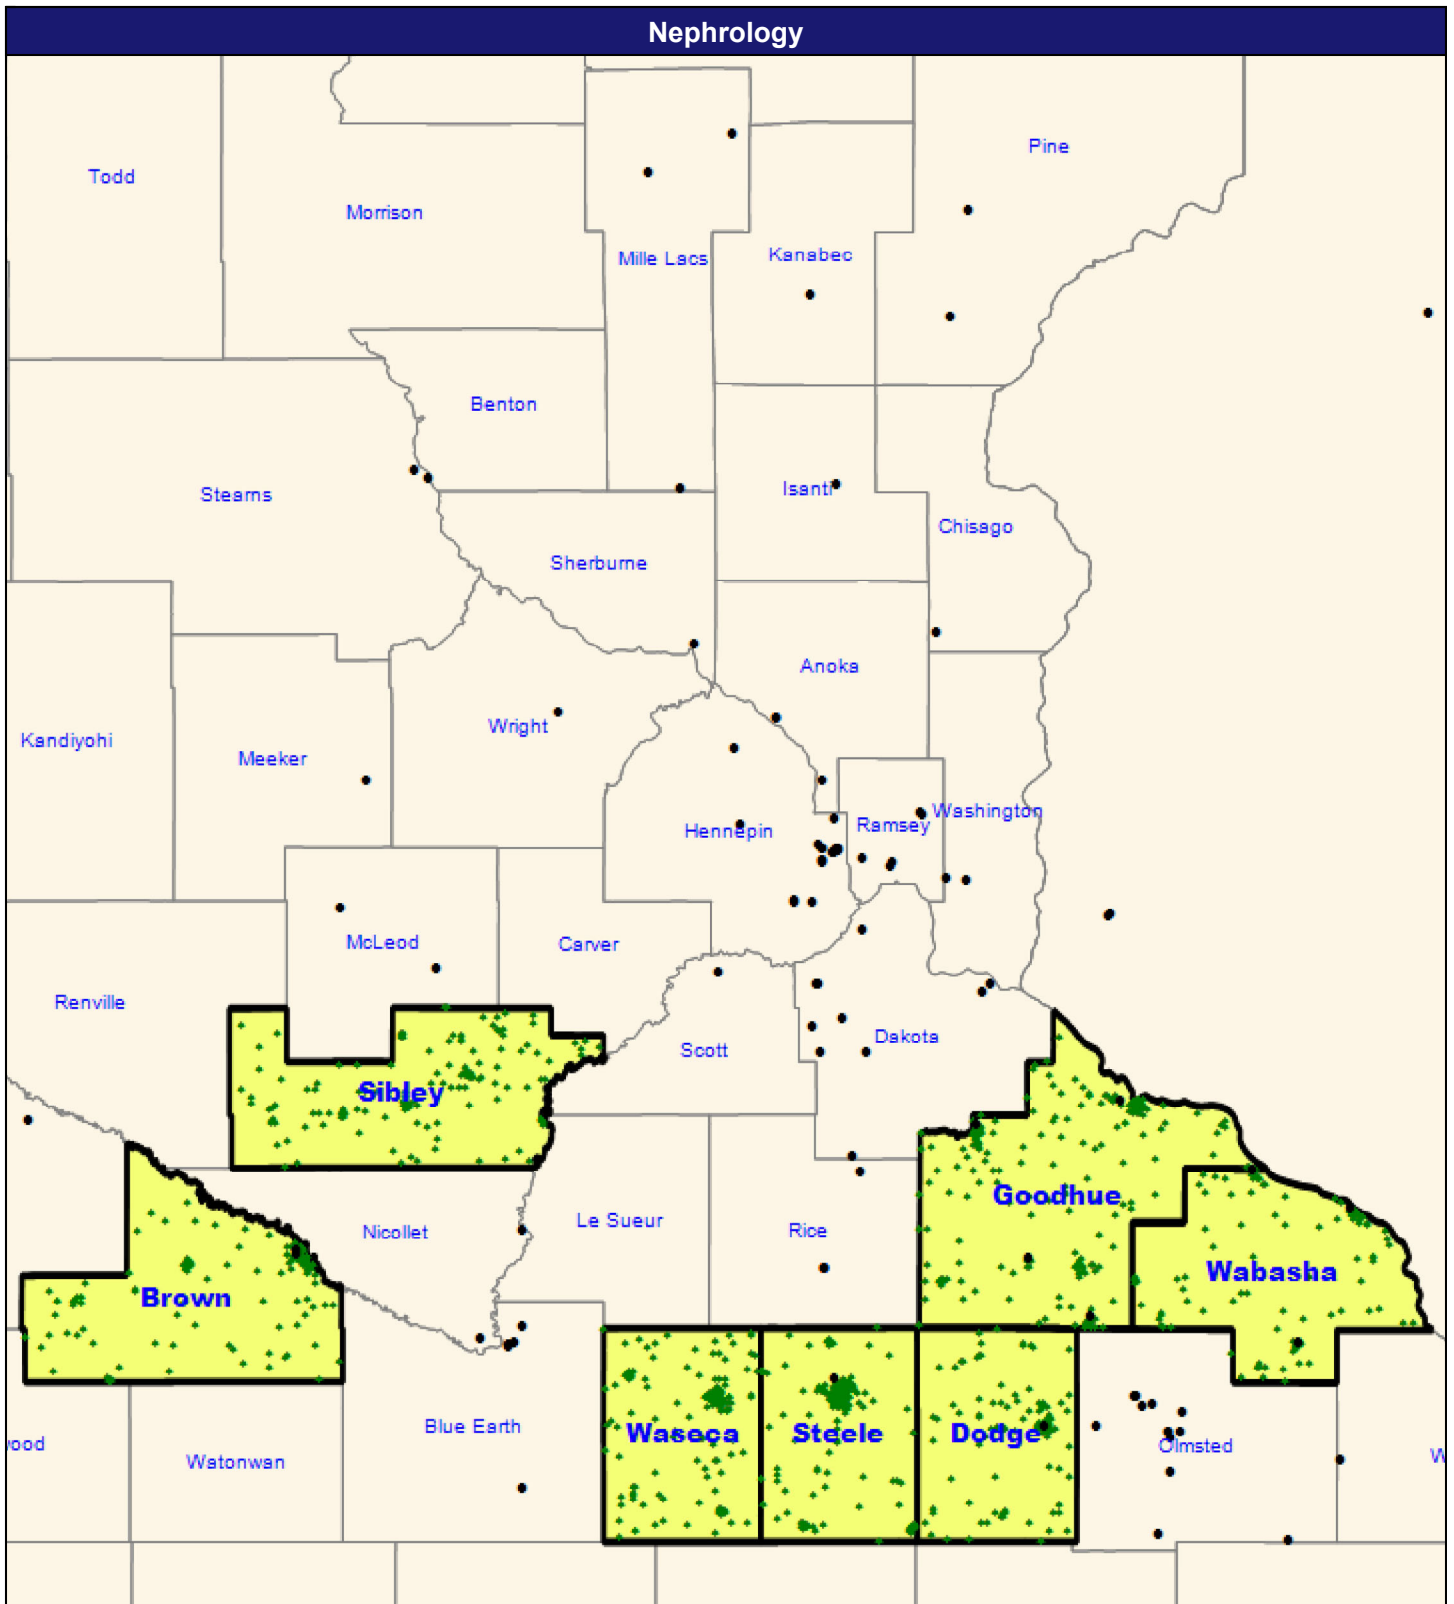 Nephrology
Pine
Todd
Morrison
Kanabec
Mille Lacs
Benton
Stearns
Isanti
Chisago
Sherburne
Anoka
Wright
Kandiyohi
Meeker
Washington
Ramsey
Hennepin
McLeod
Carver
Renville
Dakota
Scott
Sibley
Goodhue
Le Sueur
Nicollet
Rice
Wabasha
Brown
Blue Earth
Waseca
Steele
Dodge
ood
Olmsted
W
Watonwan